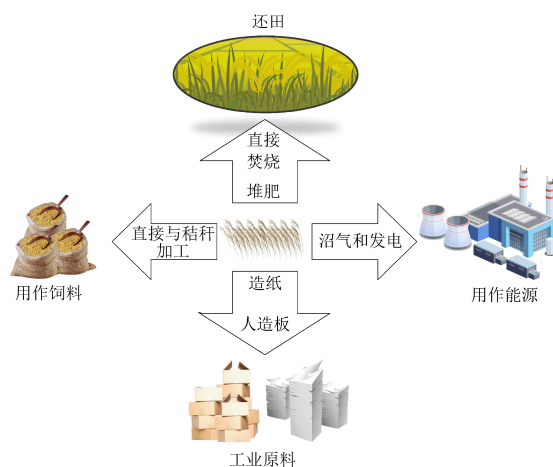 还田
直接
焚烧
堆肥
直接与秸秆
加工
沼气和发电
用作饲料
用作能源
造纸
人造板
工业原料